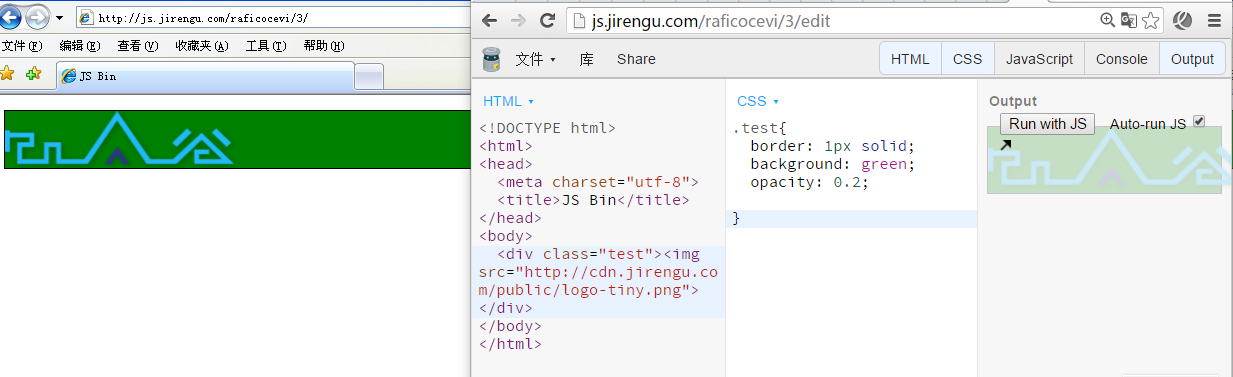 http://js.jirengu.com/raficocevi/3/
文件(F) 编辑(E) 查看(V) 收藏夹(A) 工具(T) 帮助(H)
JS Bin
js.jirengu.com/raficocevi/3/edit
文件 库 Share
HTML CSS JavaScript Console Output
HTML
<!DOCTYPE html>
<html>
<head>
<meta charset="utf-8">
<title>JS Bin</title>
</head>
<body>
<div class="test"><img
src="http://cdn.jirengu.co
m/public/logo-tiny.png">
</div>
</body>
</html>
CSS
.test{
border: 1px solid;
background: green;
opacity: 0.2;
}
Output
Run with JS Auto-run JS